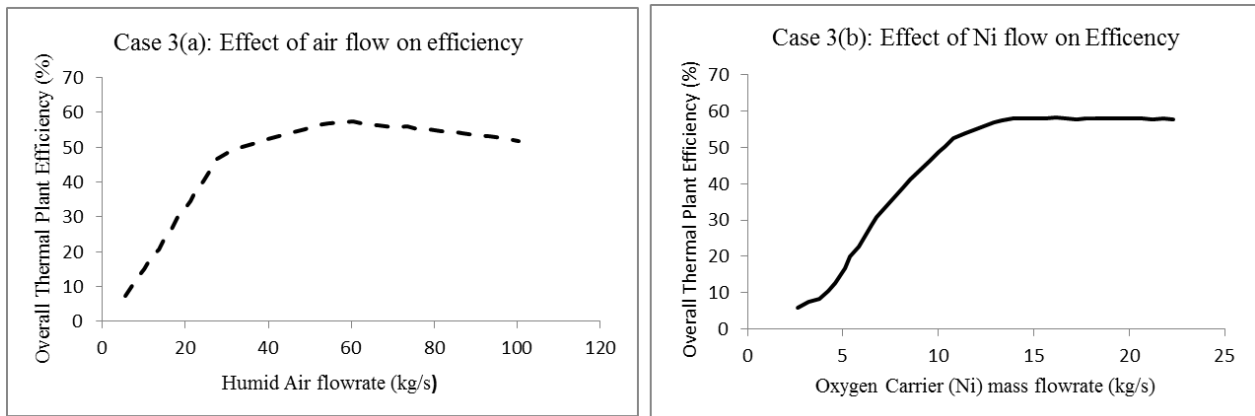 Case 3(a): Effect of air flow on efficiency
Overall Thermal Plant Efficiency (%)
70
60
50
40
30
20
10
0
0 20 40 60 80 100 120
Humid Air flowrate (kg/s)
Case 3(b): Effect of Ni flow on Efficency
Overall Thermal Plant Efficiency (%)
70
60
50
40
30
20
10
0
0 5 10 15 20 25
Oxygen Carrier (Ni) mass flowrate (kg/s)